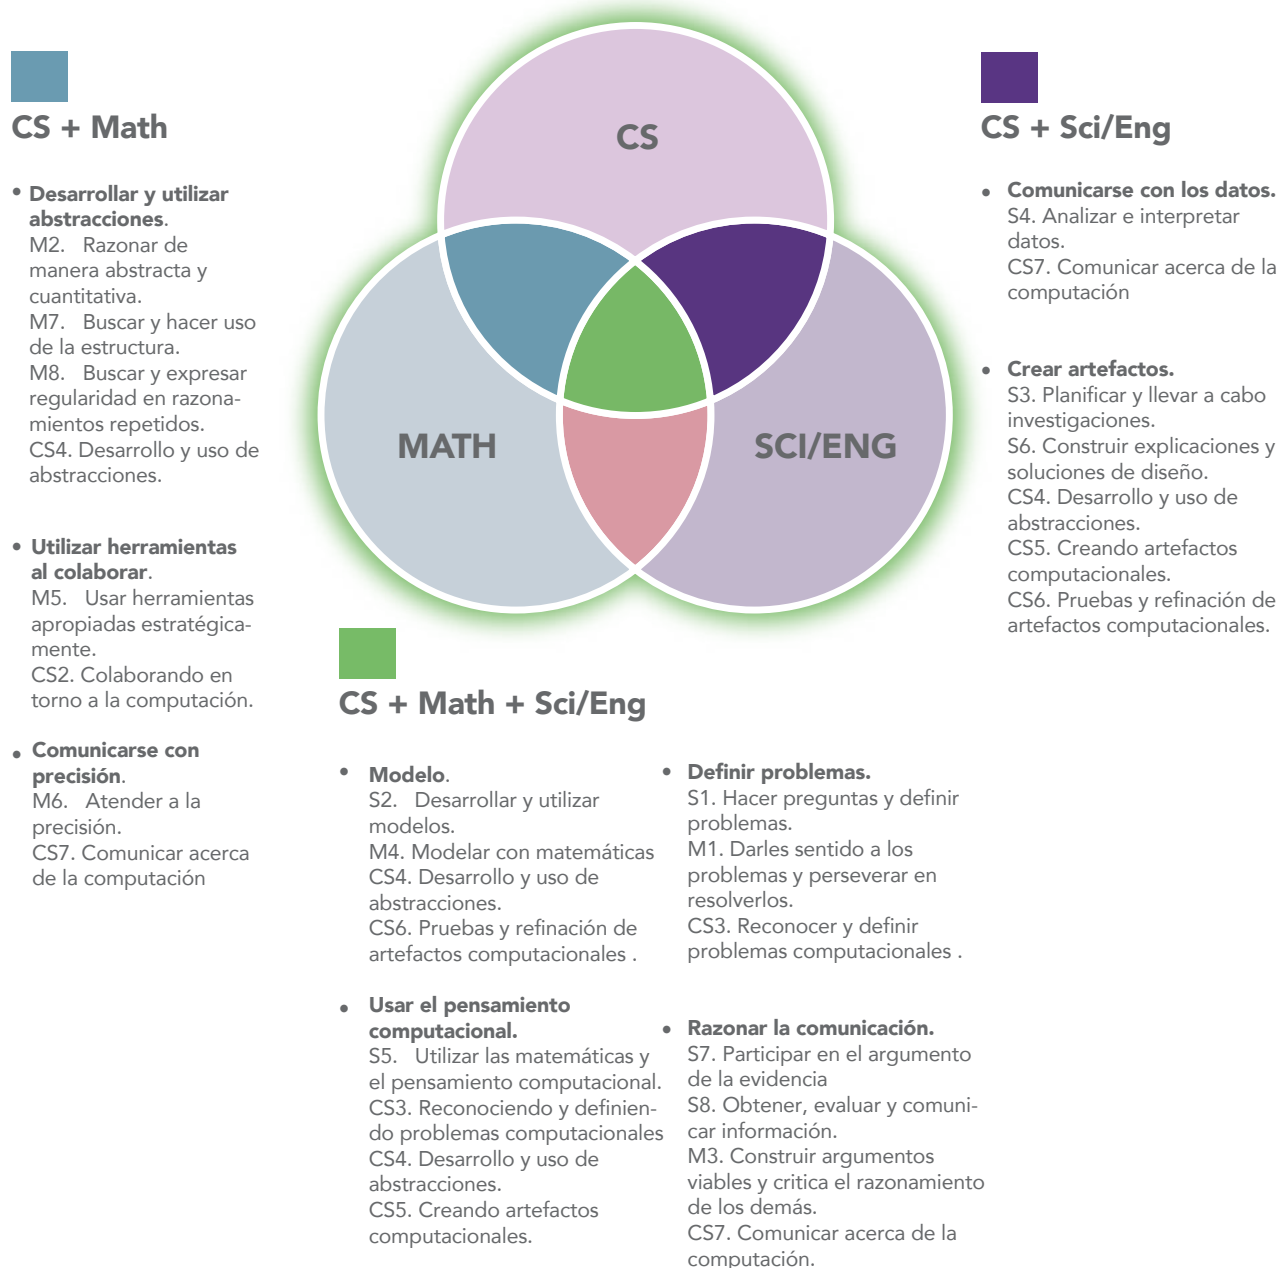 CS
MATH
SCI/ENG
CS + Math
• Desarrollar y utilizar
abstracciones.
M2. Razonar de
manera abstracta y
cuantitativa.
M7. Buscar y hacer uso
de la estructura.
M8. Buscar y expresar
regularidad en razona-
mientos repetidos.
CS4. Desarrollo y uso de
abstracciones.
• Utilizar herramientas
al colaborar.
M5. Usar herramientas
apropiadas estratégica-
mente.
CS2. Colaborando en
torno a la computación.
• Comunicarse con
precisión.
M6. Atender a la
precisión.
CS7. Comunicar acerca
de la computación
CS + Sci/Eng
• Comunicarse con los datos.
S4. Analizar e interpretar
datos.
CS7. Comunicar acerca de la
computación
• Crear artefactos.
S3. Planificar y llevar a cabo
investigaciones.
S6. Construir explicaciones y
soluciones de diseño.
CS4. Desarrollo y uso de
abstracciones.
CS5. Creando artefactos
computacionales.
CS6. Pruebas y refinación de
artefactos computacionales.
CS + Math + Sci/Eng
• Modelo.
S2. Desarrollar y utilizar
modelos.
M4. Modelar con matemáticas
CS4. Desarrollo y uso de
abstracciones.
CS6. Pruebas y refinación de
artefactos computacionales .
• Usar el pensamiento
computacional.
S5. Utilizar las matemáticas y
el pensamiento computacional.
CS3. Reconociendo y definien-
do problemas computacionales
CS4. Desarrollo y uso de
abstracciones.
CS5. Creando artefactos
computacionales.
• Definir problemas.
S1. Hacer preguntas y definir
problemas.
M1. Darles sentido a los
problemas y perseverar en
resolverlos.
CS3. Reconocer y definir
problemas computacionales .
• Razonar la comunicación.
S7. Participar en el argumento
de la evidencia
S8. Obtener, evaluar y comuni-
car información.
M3. Construir argumentos
viables y critica el razonamiento
de los demás.
CS7. Comunicar acerca de la
computación.